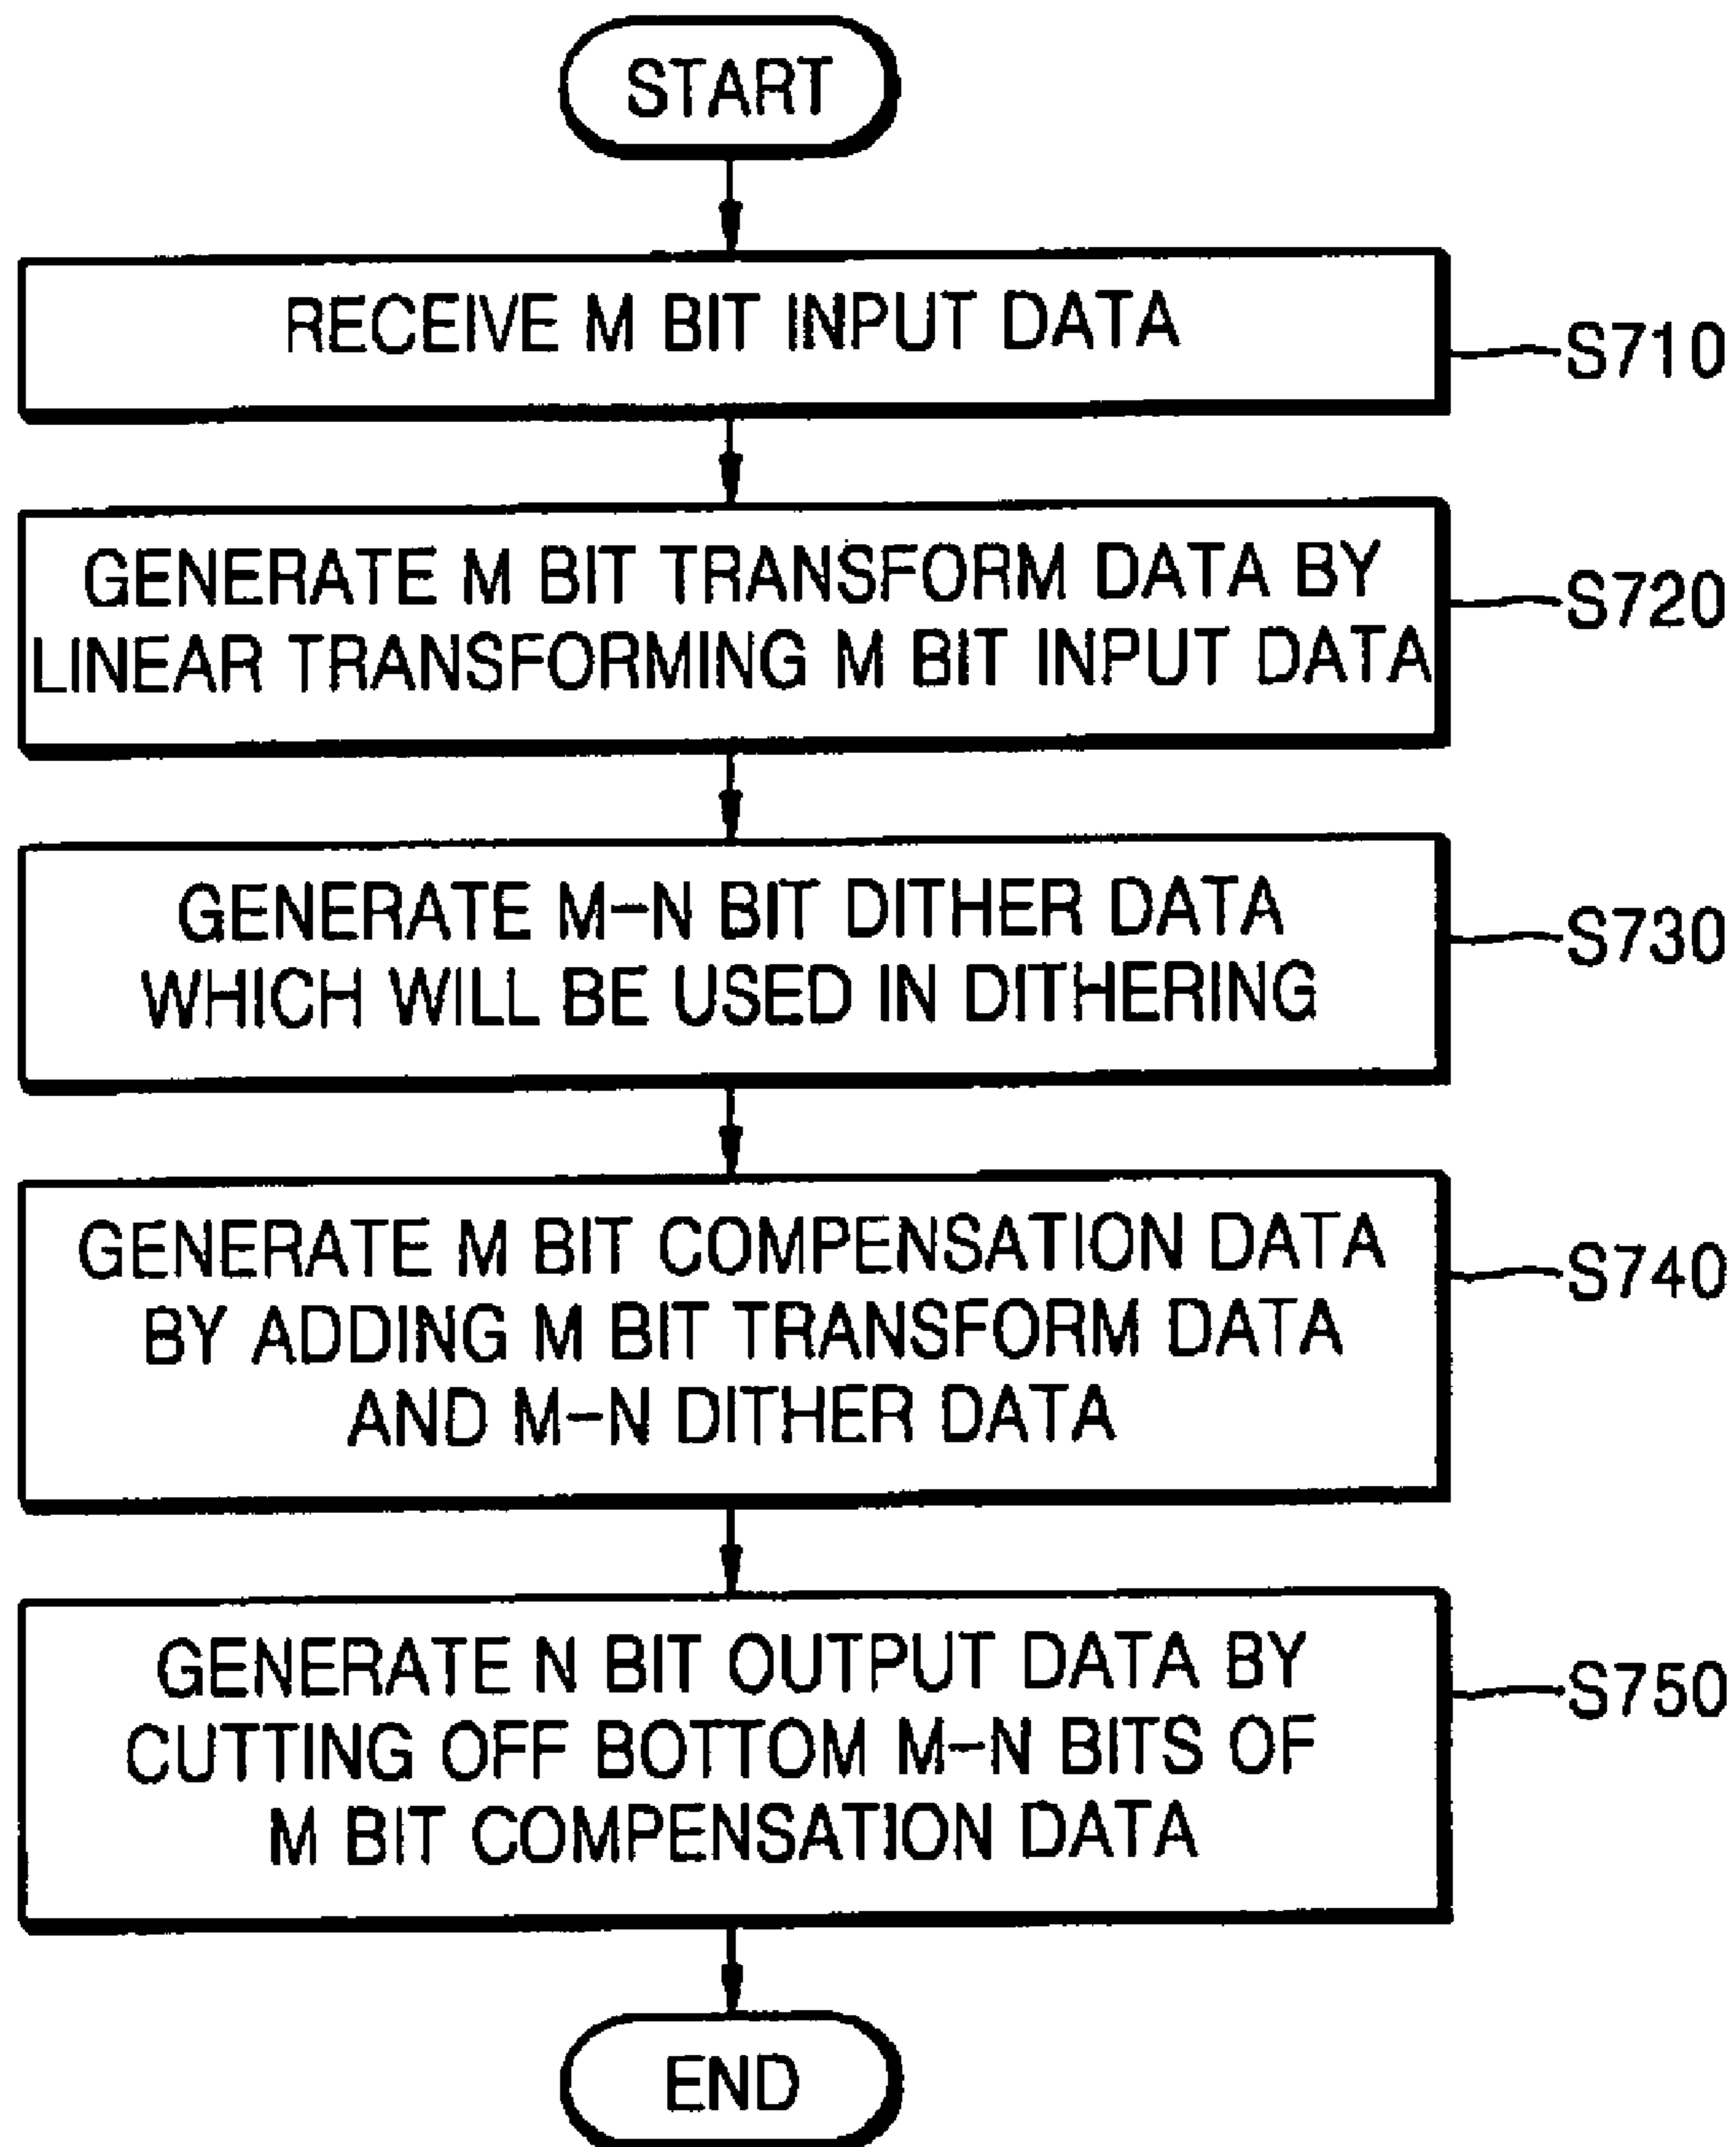 START
RECEIVE M BIT INPUT DATA
S710
GENERATE M BIT TRANSFORM DATA BY
LINEAR TRANSFORMING M BIT INPUT DATA
S720
GENERATE M-N BIT DITHER DATA
WHICH WILL BE USED IN DITHERING
S730
GENERATE M BIT COMPENSATION DATA
BY ADDING M BIT TRANSFORM DATA
AND M-N DITHER DATA
S740
GENERATE N BIT OUTPUT DATA BY
CUTTING OFF BOTTOM M-N BITS OF
M BIT COMPENSATION DATA
S750
END